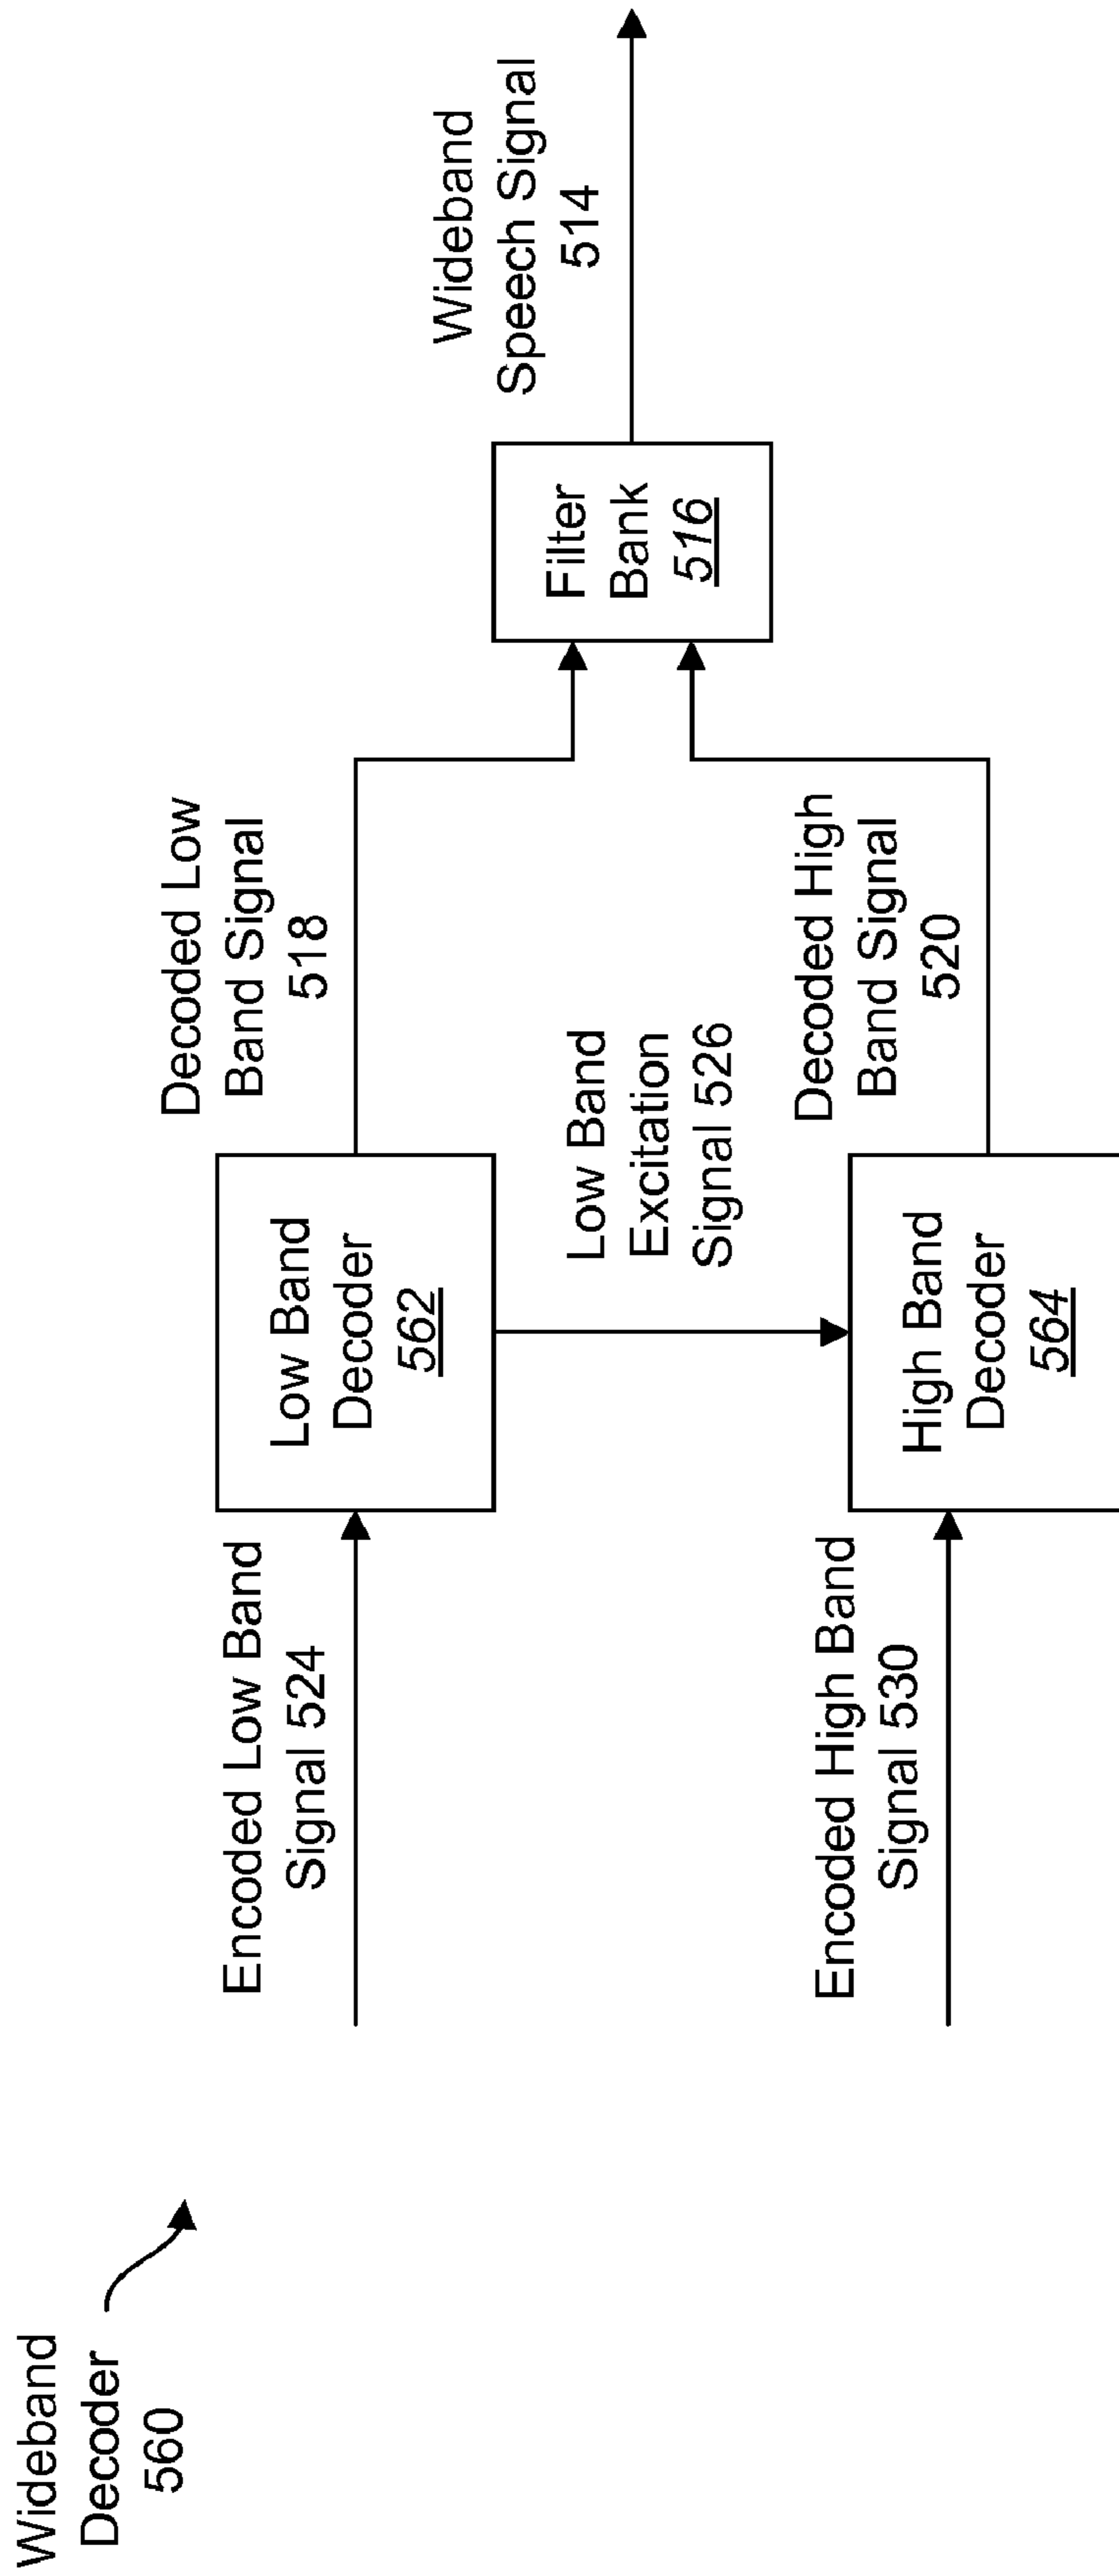 Wideband
Decoder
560
Encoded Low Band
Signal 524
Low Band
Decoder
562
Decoded Low
Band Signal
518
Low Band
Excitation
Signal 526
Encoded High Band
Signal 530
High Band
Decoder
564
Decoded High
Band Signal
520
Filter
Bank
516
Wideband
Speech Signal
514